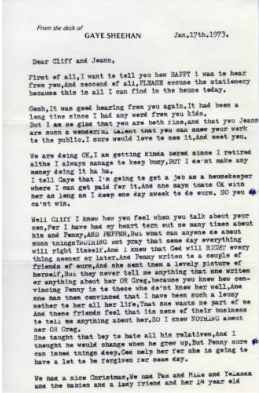 From the desk of
GAYE SHEEHAN
Jan,17th,1973.
Dear Cliff and Jeann,
First of all,I want to tell you how HAPPY i was to hear
from you,And seccond of all,PLEASE excuse the stationery
because this is all I can find in the house today.
Gosh,It was good hearing from you again,It had been a
long time since I had any word from you kids,
But I am so glad that you are both fine,and that you Jeann
are such a wonderful talent that you can show your work
to the public,I sure would love to see it,And meet you.
We are doing OK,I am getting kinda bored since I retired
altho I always manage to keep busy,BUT I do'nt make any
money doing it ha ha,
I tell Gaye that I'm going to get a job as a housekeeper
where I can get paid for it,And she says thats OK with
her as long as I keep one day aweek to do ours, SO you
ca'nt win,
Well Cliff I know how you feel when you talk about your
son,For I have had my heart torn out so many times about
Sis and Penny,AND PEPPER,But what can anyone do about
such things?NOTHING but pray that some day everything
will right itself,And I know that God will RIGHT every
thing sooner or later,And Penny writes to a couple of
friends of ours,And she sent them a lovely picture of
herself,But they never tell me anything that she writes
or anything about her OR Greg,because you know how con-
vincing Penny is to those who do'nt know her well,And
she has them convinced that I have been such a lousy
mother to her all her life,That she wants no part of me
And these friends feel that its none of their business
to tell me anything about her,SO I know NOTHING about
her OR Greg.
She taught that boy to hate all his relatives,And I
thought he would change when he grew up,But Penny sure
can instill things deep,God help her for she is going to
have a lot to be forgiven for some day.
We had a nice Christmas,We had Pam and Mike and Yolanda
and the babies and a lady friend and her 14 year old